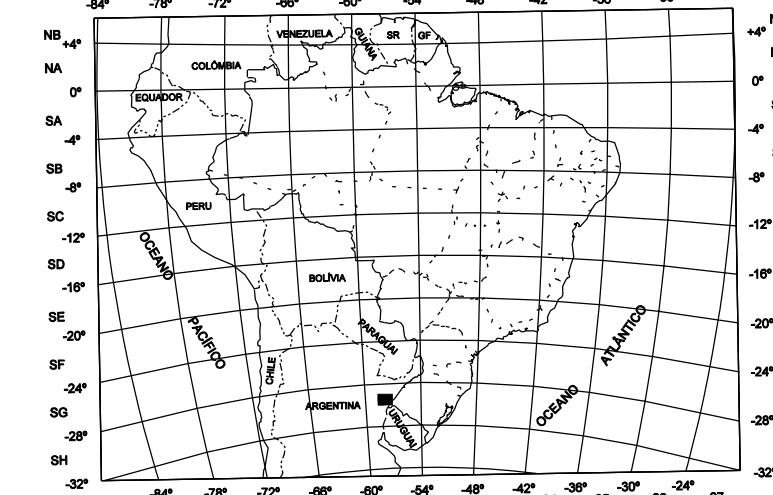 -84° -78° -72° -66° -60° -54° -48° -42° -36° -30°
NB +4° VENEZUELA GUIANA SR GF +4°
NA COLÔMBIA
0° EQUADOR 0°
SA
-4° -4°
SB
-8° -8°
PERU
SC
-12° -12°
OCEANO
SD BOLÍVIA
-16° -16°
SE
-20° PACÍFICO PARAGUAI ATLÂNTICO -20°
SF CHILE
-24° -24°
SG ARGENTINA URUGUAI OCEANO
-28° -28°
SH
-32° -32°
-84° -78° -72° -66° -60° -54° -48° -42° -36° -30° -24°